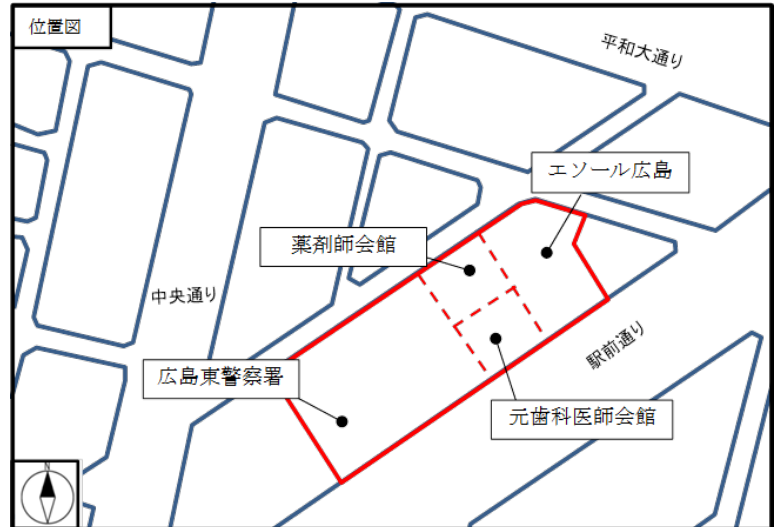 位置図
平和大通り
エソール広島
薬剤師会館
中央通り
駅前通り
広島東警察署
元歯科医師会館
N